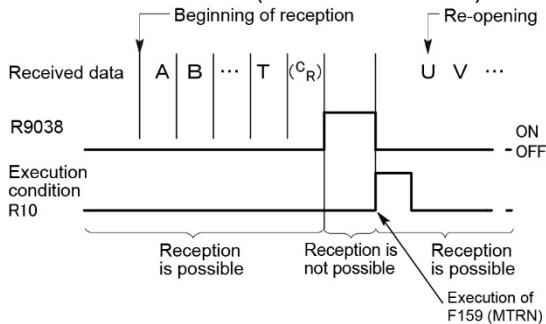 Beginning of reception
Re-opening
Received data A B ··· T (CR) U V ···
R9038
ON
OFF
Execution
condition
R10
Reception
is possible
Reception is
not possible
Reception
is possible
Execution of
F159 (MTRN)